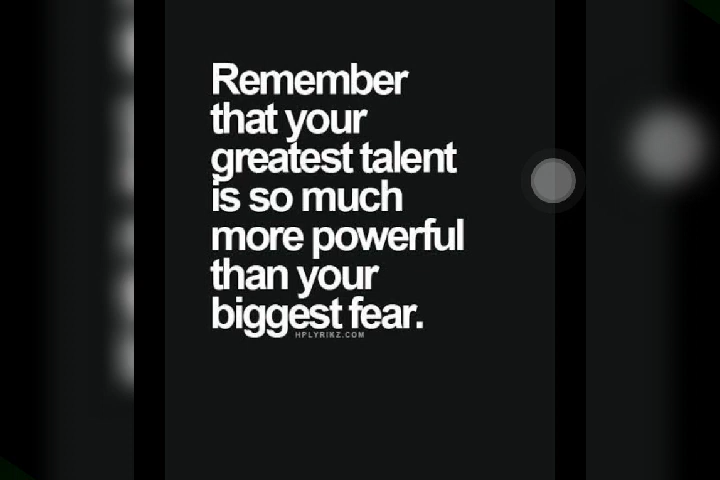 Remember
that your
greatest talent
is so much
more powerful
than your
biggest fear.
HPLYRIKZ.COM